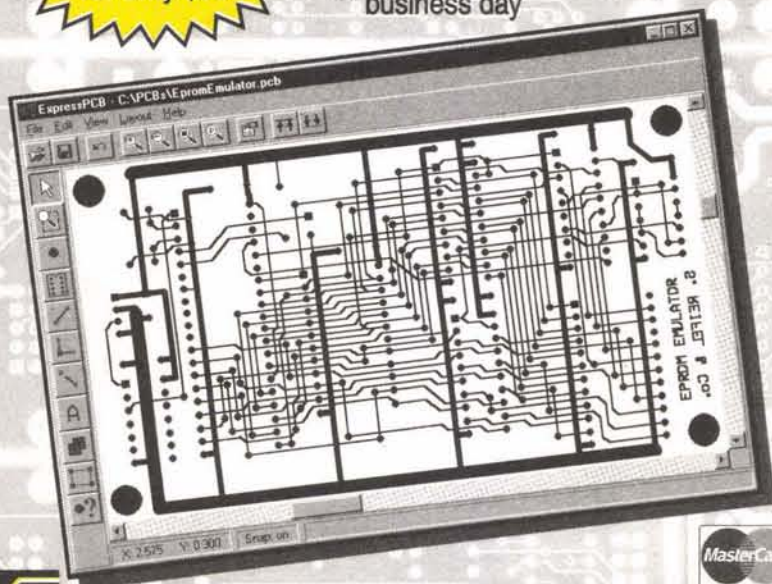 business day
ExpressPCB - C:\PCBs\EpromEmulator.pcb
File Edit View Layout Help
EPROM EMULATOR
S. REIFEL & CO.
X: 2.575 Y: 0.300 Snap: on
MasterCa